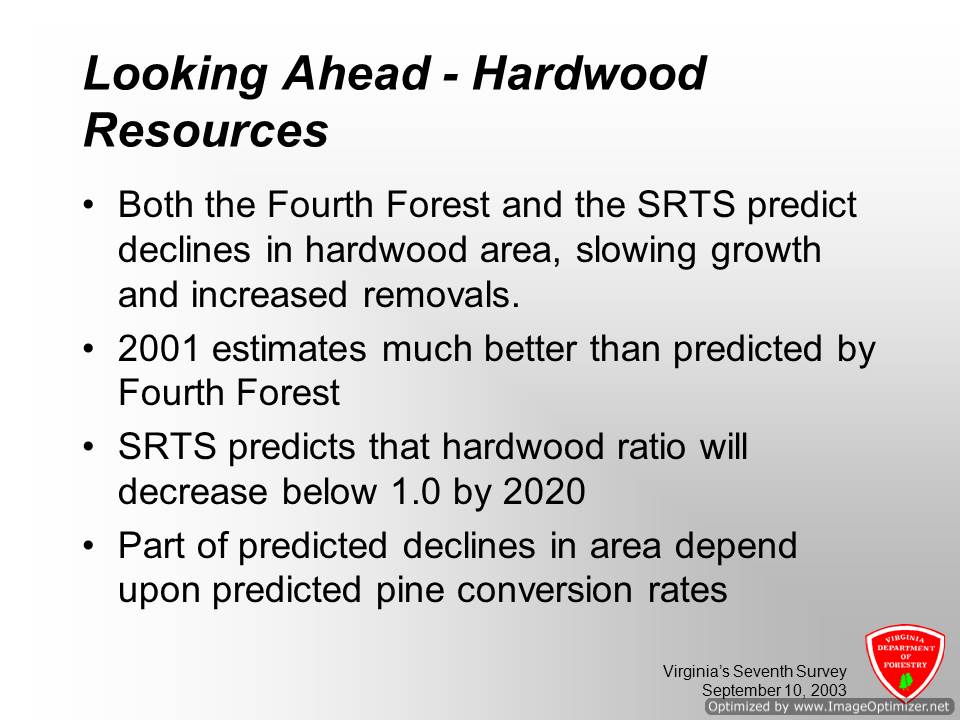 Looking Ahead - Hardwood
Resources
• Both the Fourth Forest and the SRTS predict
declines in hardwood area, slowing growth
and increased removals.
• 2001 estimates much better than predicted by
Fourth Forest
• SRTS predicts that hardwood ratio will
decrease below 1.0 by 2020
• Part of predicted declines in area depend
upon predicted pine conversion rates
Virginia’s Seventh Survey
September 10, 2003
VIRGINIA
DEPARTMENT
OF
FORESTRY
Optimized by www.ImageOptimizer.net